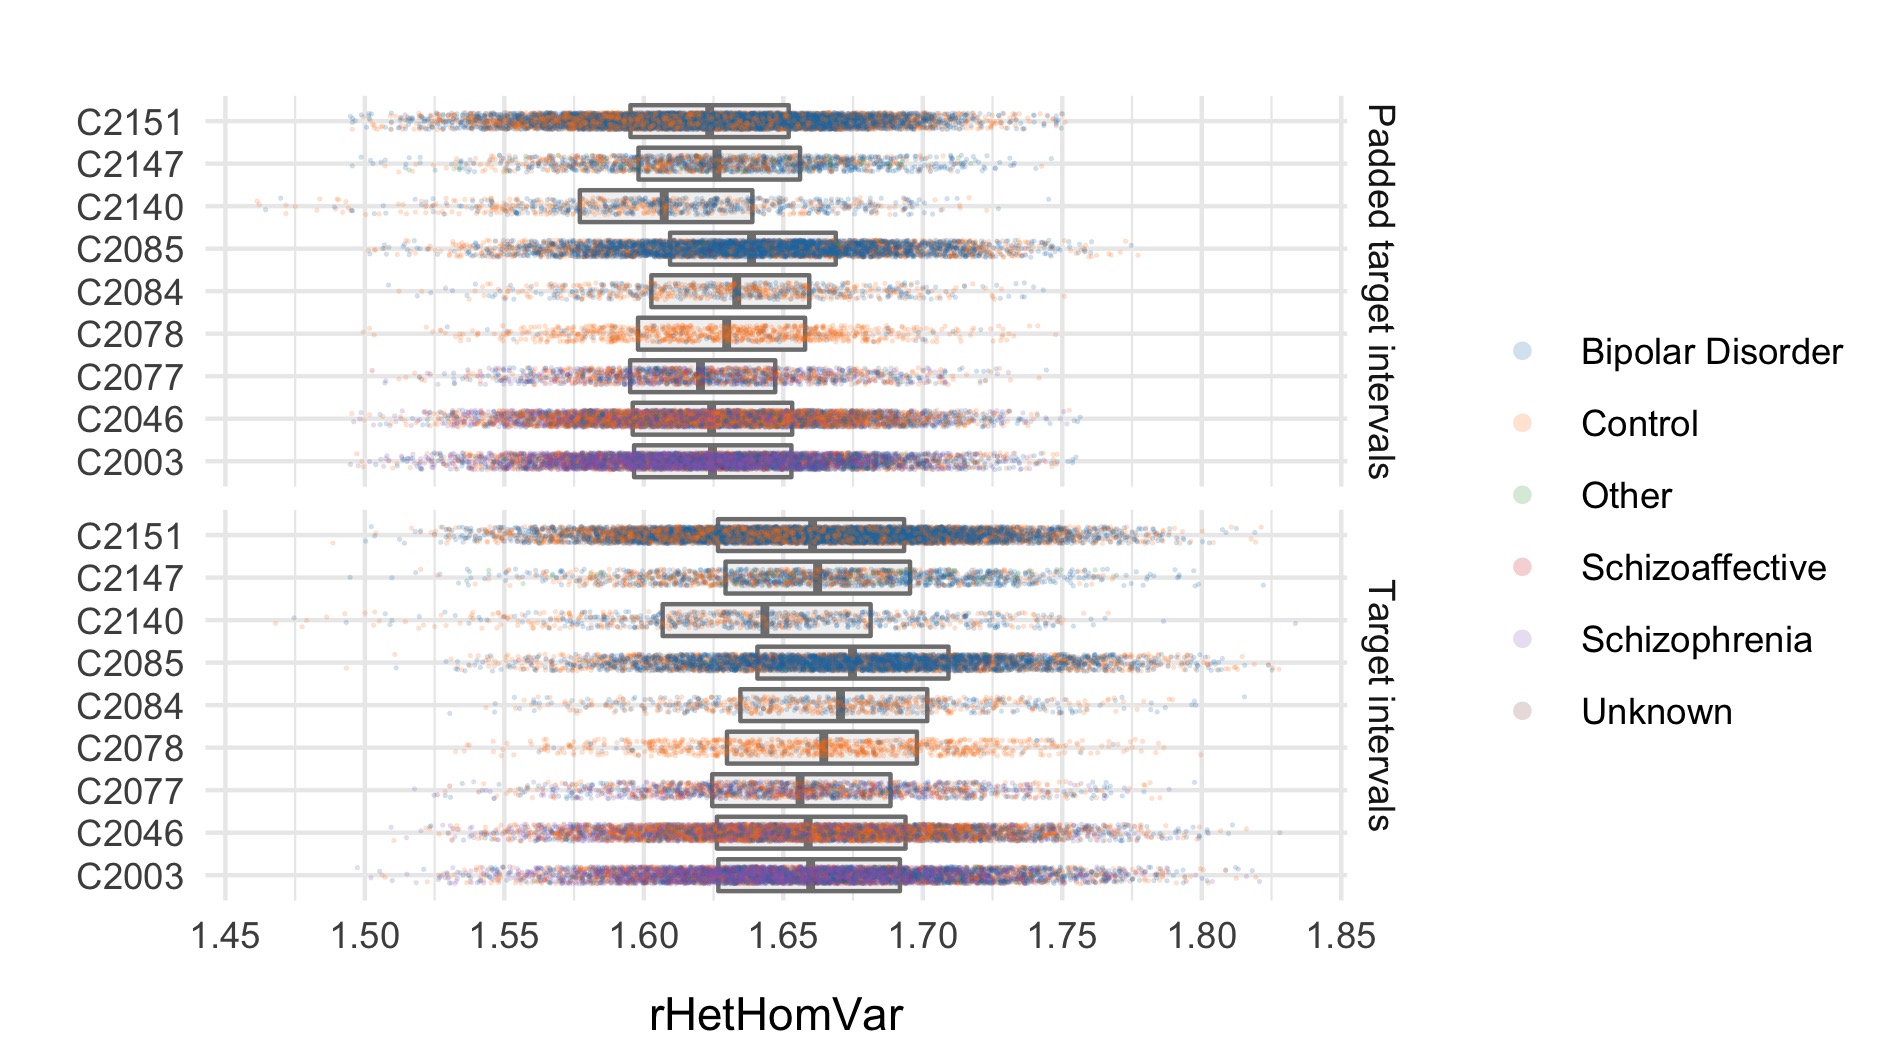 C2151
C2147
C2140
C2085
C2084
C2078
C2077
C2046
C2003
Padded target intervals
C2151
C2147
C2140
C2085
C2084
C2078
C2077
C2046
C2003
Target intervals
1.45 1.50 1.55 1.60 1.65 1.70 1.75 1.80 1.85
rHetHomVar
Bipolar Disorder
Control
Other
Schizoaffective
Schizophrenia
Unknown